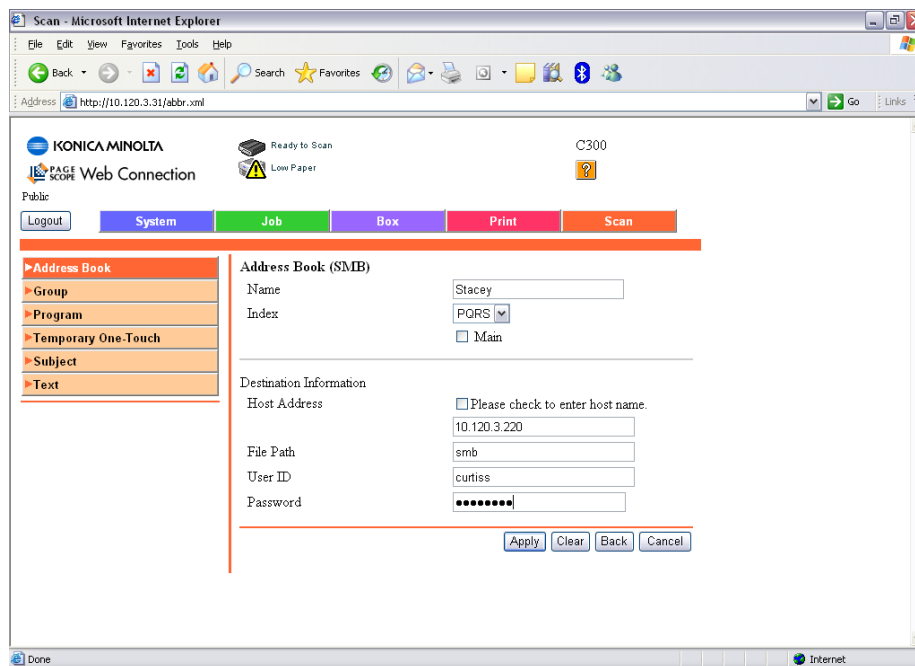 Scan - Microsoft Internet Explorer
File Edit View Favorites Tools Help
Back Search Favorites
Address http://10.120.3.31/abbr.xml Go Links
KONICA MINOLTA Ready to Scan C300
PAGE SCOPE Web Connection Low Paper ?
Public
Logout System Job Box Print Scan
Address Book Address Book (SMB)
Name Stacey
Group
Index PQRS
Program
Main
Temporary One-Touch
Subject
Text
Destination Information
Host Address Please check to enter host name.
10.120.3.220
File Path smb
User ID curtiss
Password ••••••••
Apply Clear Back Cancel
Done Internet